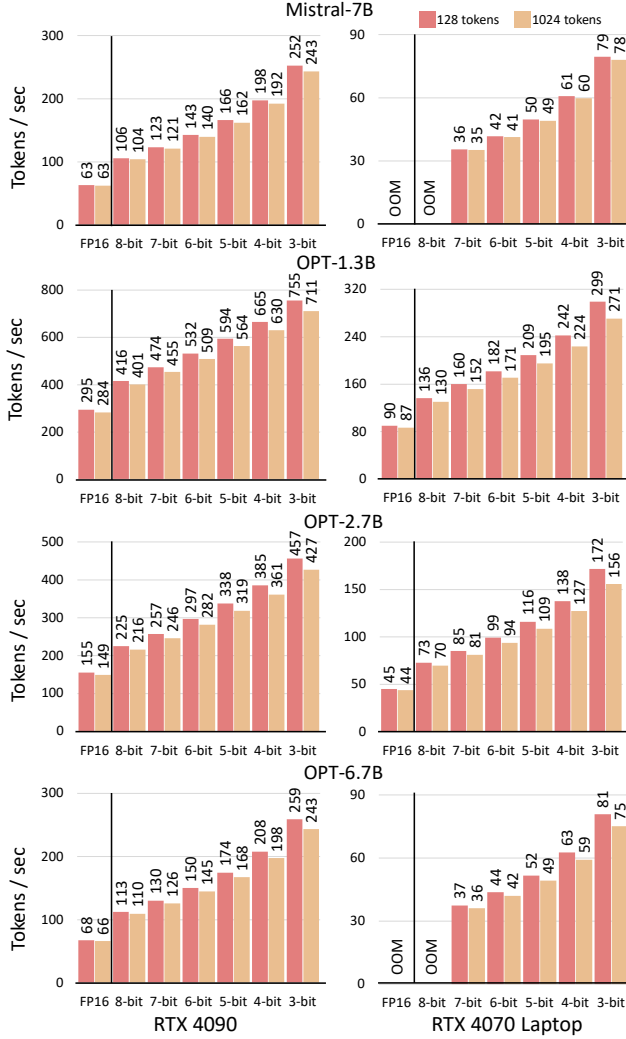 Mistral-7B
128 tokens 1024 tokens
Tokens / sec
300
200
100
0
63 63 106 104 123 121 143 140 166 162 198 192 252 243
FP16 8-bit 7-bit 6-bit 5-bit 4-bit 3-bit
90
60
30
0
OOM OOM 36 35 42 41 50 49 61 60 79 78
FP16 8-bit 7-bit 6-bit 5-bit 4-bit 3-bit
OPT-1.3B
Tokens / sec
800
600
400
200
0
295 284 416 401 474 455 532 509 594 564 665 630 755 711
FP16 8-bit 7-bit 6-bit 5-bit 4-bit 3-bit
320
240
160
80
0
90 87 136 130 160 152 182 171 209 195 242 224 299 271
FP16 8-bit 7-bit 6-bit 5-bit 4-bit 3-bit
OPT-2.7B
Tokens / sec
500
400
300
200
100
0
155 149 225 216 257 246 297 282 338 319 385 361 457 427
FP16 8-bit 7-bit 6-bit 5-bit 4-bit 3-bit
200
150
100
50
0
45 44 73 70 85 81 99 94 116 109 138 127 172 156
FP16 8-bit 7-bit 6-bit 5-bit 4-bit 3-bit
OPT-6.7B
Tokens / sec
300
200
100
0
68 66 113 110 130 126 150 145 174 168 208 198 259 243
FP16 8-bit 7-bit 6-bit 5-bit 4-bit 3-bit
90
60
30
0
OOM OOM 37 36 44 42 52 49 63 59 81 75
FP16 8-bit 7-bit 6-bit 5-bit 4-bit 3-bit
RTX 4090
RTX 4070 Laptop